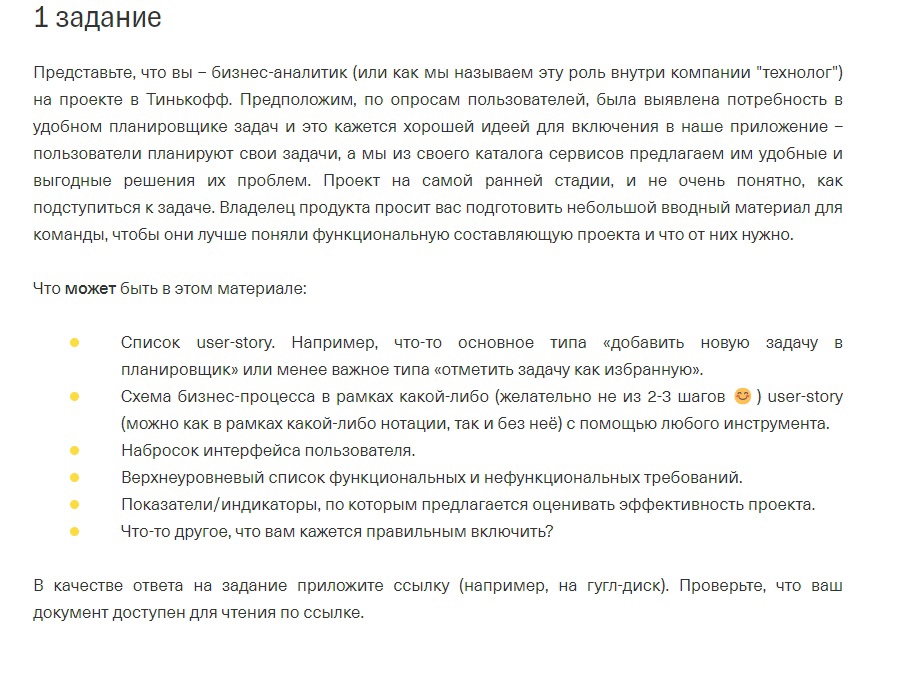 1 задание
Представьте, что вы – бизнес-аналитик (или как мы называем эту роль внутри компании "технолог")
на проекте в Тинькофф. Предположим, по опросам пользователей, была выявлена потребность в
удобном планировщике задач и это кажется хорошей идеей для включения в наше приложение –
пользователи планируют свои задачи, а мы из своего каталога сервисов предлагаем им удобные и
выгодные решения их проблем. Проект на самой ранней стадии, и не очень понятно, как
подступиться к задаче. Владелец продукта просит вас подготовить небольшой вводный материал для
команды, чтобы они лучше поняли функциональную составляющую проекта и что от них нужно.
Что может быть в этом материале:
Список user-story. Например, что-то основное типа «добавить новую задачу в
планировщик» или менее важное типа «отметить задачу как избранную».
Схема бизнес-процесса в рамках какой-либо (желательно не из 2-3 шагов 😊 ) user-story
(можно как в рамках какой-либо нотации, так и без неё) с помощью любого инструмента.
Набросок интерфейса пользователя.
Верхнеуровневый список функциональных и нефункциональных требований.
Показатели/индикаторы, по которым предлагается оценивать эффективность проекта.
Что-то другое, что вам кажется правильным включить?
В качестве ответа на задание приложите ссылку (например, на гугл-диск). Проверьте, что ваш
документ доступен для чтения по ссылке.